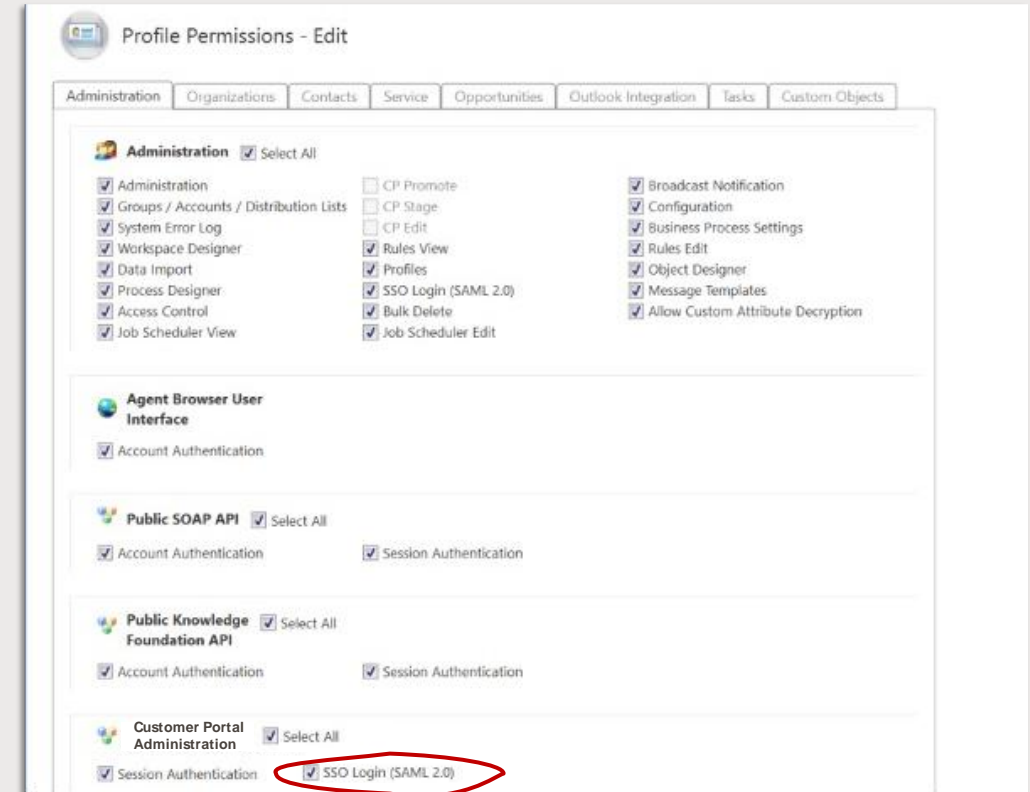 Profile Permissions - Edit
Administration Organizations Contacts Service Opportunities Outlook Integration Tasks Custom Objects
Administration Select All
Administration CP Promote Broadcast Notification
Groups / Accounts / Distribution Lists CP Stage Configuration
System Error Log CP Edit Business Process Settings
Workspace Designer Rules View Rules Edit
Data Import Profiles Object Designer
Process Designer SSO Login (SAML 2.0) Message Templates
Access Control Bulk Delete Allow Custom Attribute Decryption
Job Scheduler View Job Scheduler Edit
Agent Browser User
Interface
Account Authentication
Public SOAP API Select All
Account Authentication Session Authentication
Public Knowledge Select All
Foundation API
Account Authentication Session Authentication
Customer Portal Select All
Administration
Session Authentication SSO Login (SAML 2.0)